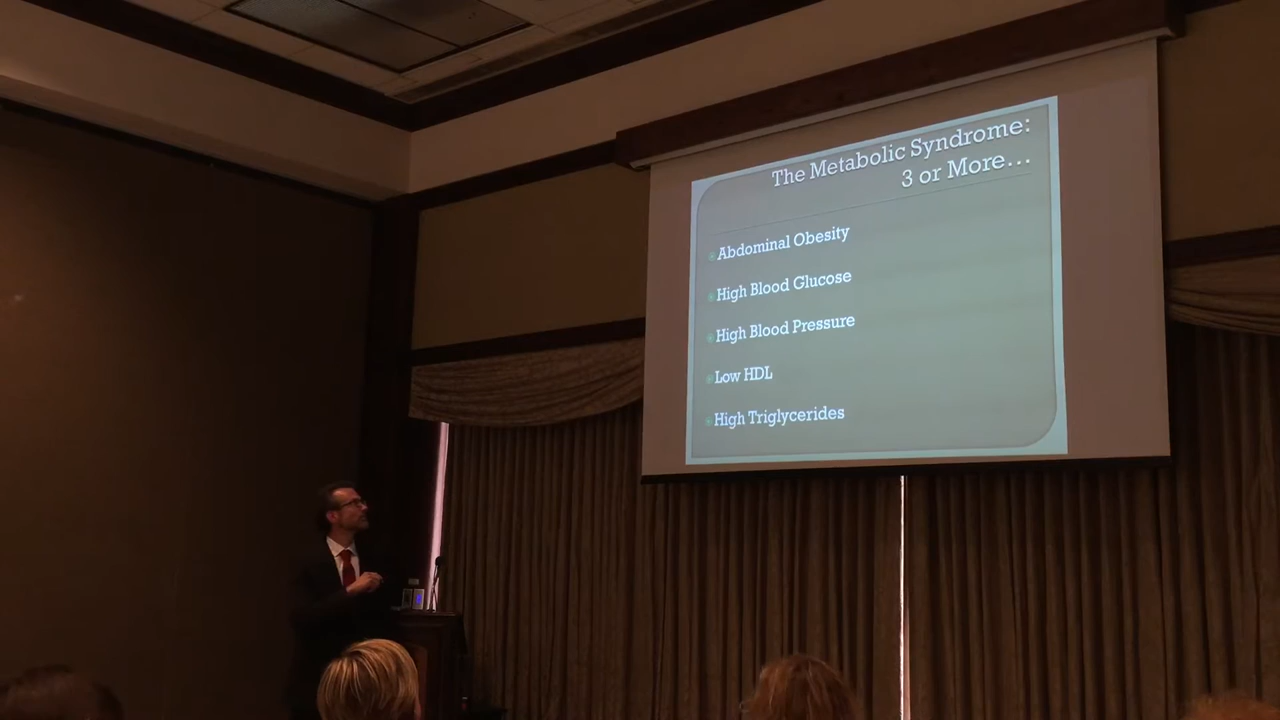 The Metabolic Syndrome:
3 or More...
Abdominal Obesity
High Blood Glucose
High Blood Pressure
Low HDL
High Triglycerides